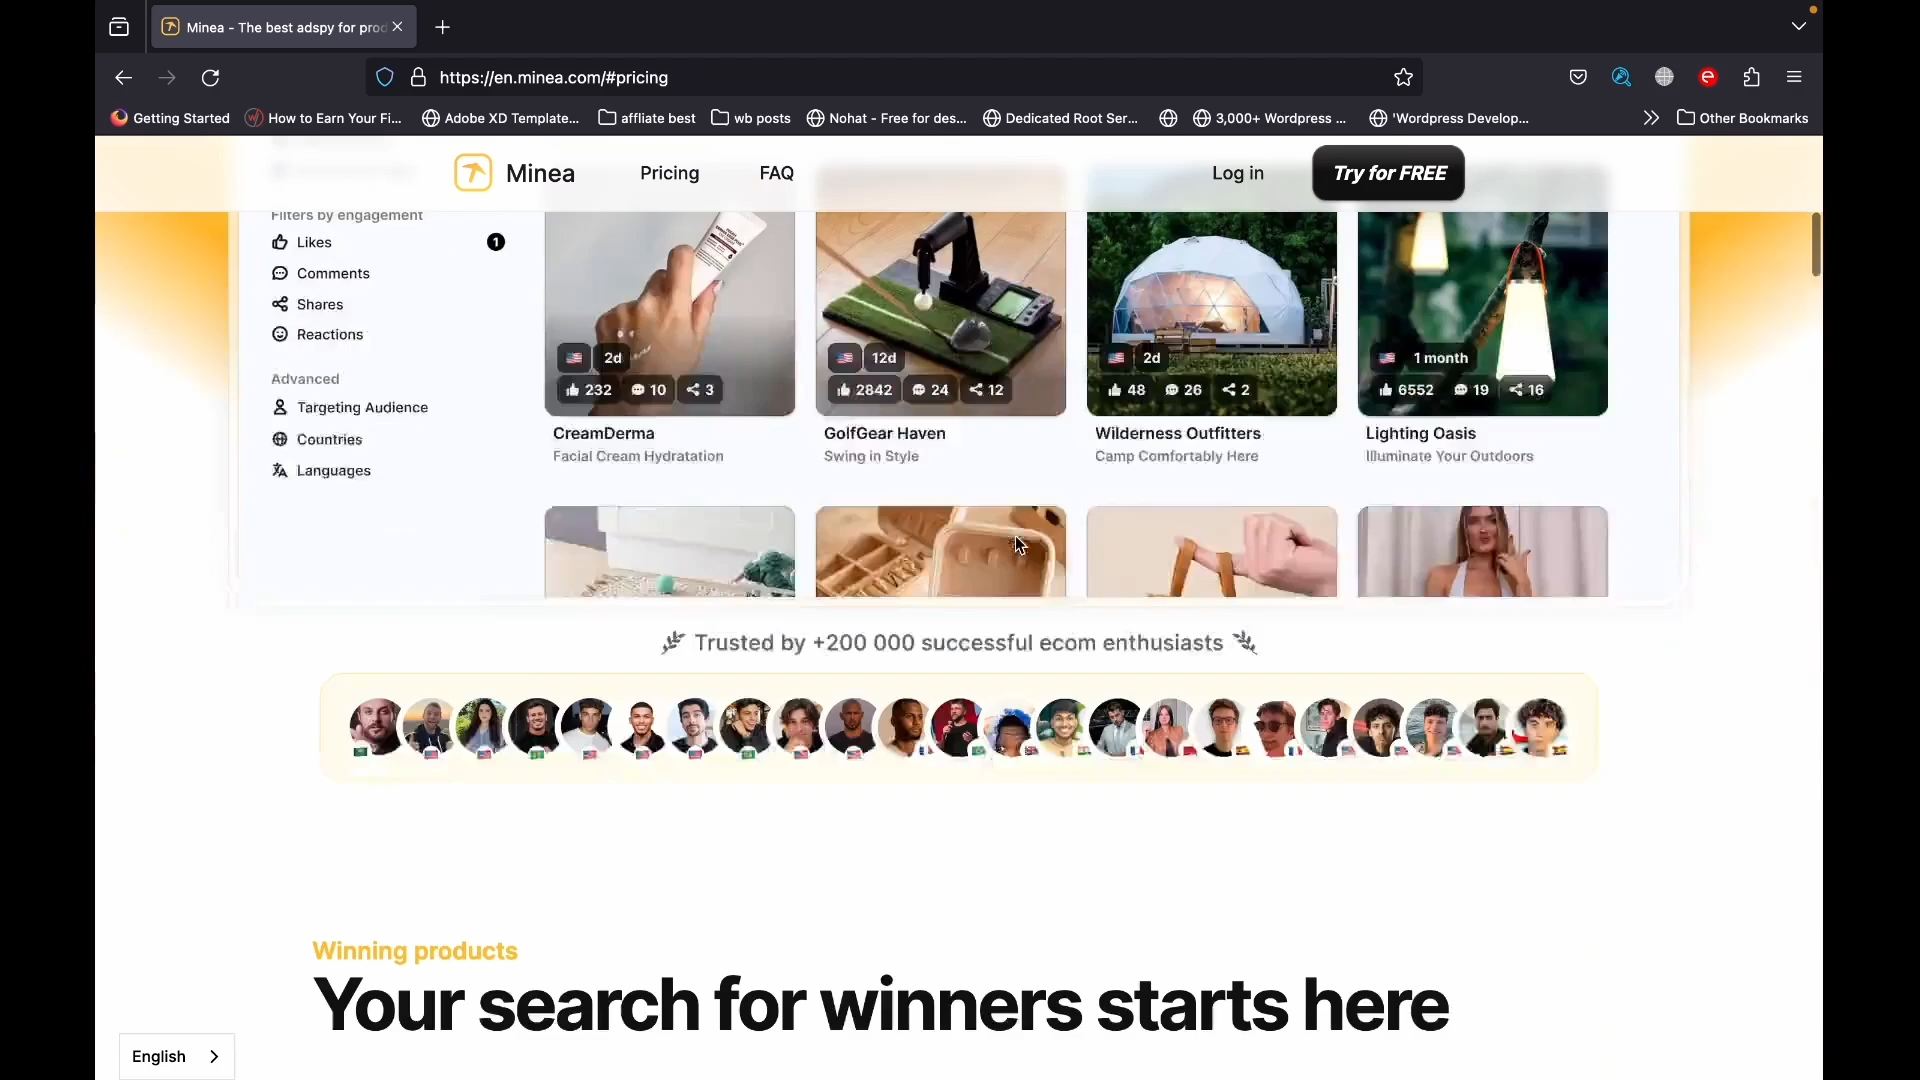 Minea - The best adspy for prod
https://en.minea.com/#pricing
Getting Started
How to Earn Your Fi...
Adobe XD Template...
affliate best
wb posts
Nohat - Free for des...
Dedicated Root Ser...
3,000+ Wordpress ...
'Wordpress Develop...
Other Bookmarks
Minea
Pricing
FAQ
Log in
Try for FREE
Filters by engagement
Likes
1
Comments
Shares
Reactions
Advanced
Targeting Audience
Countries
Languages
2d
232 10 3
CreamDerma
Facial Cream Hydratation
12d
2842 24 12
GolfGear Haven
Swing in Style
2d
48 26 2
Wilderness Outfitters
Camp Comfortably Here
1 month
6552 19 16
Lighting Oasis
Illuminate Your Outdoors
Trusted by +200 000 successful ecom enthusiasts
Winning products
Your search for winners starts here
English